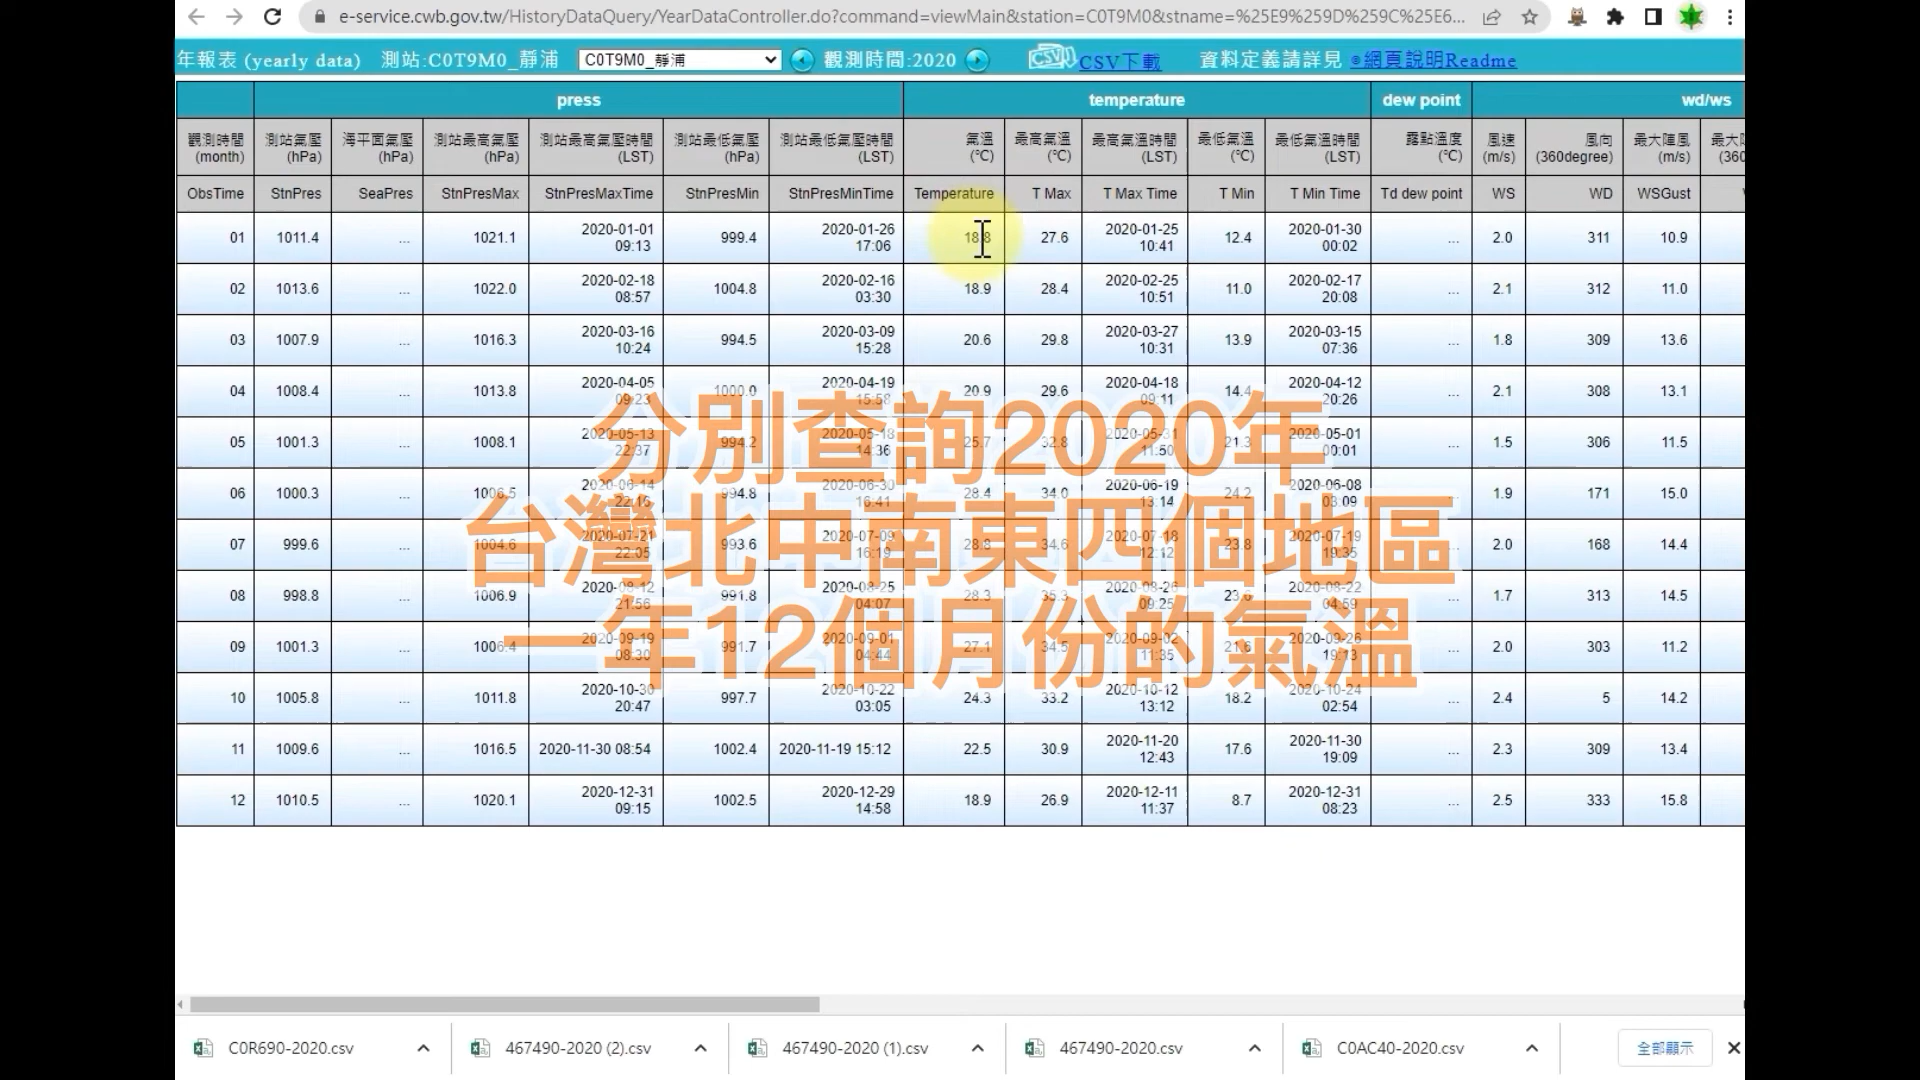 e-service.cwb.gov.tw/HistoryDataQuery/YearDataController.do?command=viewMain&station=C0T9M0&stname=%25E9%259D%259C%25E6...
年報表 (yearly data) 測站:C0T9M0_靜浦 C0T9M0_靜浦 觀測時間:2020 CSV CSV下載 資料定義請詳見 ◎網頁說明Readme
press temperature dew point wd/ws
觀測時間 (month) 測站氣壓 (hPa) 海平面氣壓 (hPa) 測站最高氣壓 (hPa) 測站最高氣壓時間 (LST) 測站最低氣壓 (hPa) 測站最低氣壓時間 (LST) 氣溫 (℃) 最高氣溫 (℃) 最高氣溫時間 (LST) 最低氣溫 (℃) 最低氣溫時間 (LST) 露點溫度 (℃) 風速 (m/s) 風向 (360degree) 最大陣風 (m/s) 最大 (360
ObsTime StnPres SeaPres StnPresMax StnPresMaxTime StnPresMin StnPresMinTime Temperature T Max T Max Time T Min T Min Time Td dew point WS WD WSGust
01 1011.4 ... 1021.1 2020-01-01 09:13 999.4 2020-01-26 17:06 18.8 27.6 2020-01-25 10:41 12.4 2020-01-30 00:02 ... 2.0 311 10.9
02 1013.6 ... 1022.0 2020-02-18 08:57 1004.8 2020-02-16 03:30 18.9 28.4 2020-02-25 10:51 11.0 2020-02-17 20:08 ... 2.1 312 11.0
03 1007.9 ... 1016.3 2020-03-16 10:24 994.5 2020-03-09 15:28 20.6 29.8 2020-03-27 10:31 13.9 2020-03-15 07:36 ... 1.8 309 13.6
04 1008.4 ... 1013.8 2020-04-05 09:23 1000.0 2020-04-19 15:58 20.9 29.6 2020-04-18 09:11 14.4 2020-04-12 20:26 ... 2.1 308 13.1
05 1001.3 ... 1008.1 2020-05-13 22:37 994.2 2020-05-18 14:36 25.7 32.8 2020-05-31 11:50 21.3 2020-05-01 00:01 ... 1.5 306 11.5
06 1000.3 ... 1006.5 2020-06-14 994.8 2020-06-30 16:41 28.4 34.0 2020-06-19 13:14 24.2 2020-06-08 03:09 ... 1.9 171 15.0
07 999.6 ... 1004.6 2020-07-21 22:05 993.6 2020-07-09 16:19 28.8 34.6 2020-07-18 12:12 23.8 2020-07-19 19:35 ... 2.0 168 14.4
08 998.8 ... 1006.9 2020-08-12 21:56 991.8 2020-08-25 04:07 28.3 35.3 2020-08-26 09:25 2020-08-22 04:59 ... 1.7 313 14.5
09 1001.3 ... 1006.4 2020-09-19 08:30 991.7 2020-09-01 04:44 27.1 34.5 2020-09-02 11:35 21.6 2020-09-26 19:13 ... 2.0 303 11.2
10 1005.8 ... 1011.8 2020-10-30 20:47 997.7 2020-10-22 03:05 24.3 33.2 2020-10-12 13:12 18.2 2020-10-24 02:54 ... 2.4 5 14.2
11 1009.6 ... 1016.5 2020-11-30 08:54 1002.4 2020-11-19 15:12 22.5 30.9 2020-11-20 12:43 17.6 2020-11-30 19:09 ... 2.3 309 13.4
12 1010.5 ... 1020.1 2020-12-31 09:15 1002.5 2020-12-29 14:58 18.9 26.9 2020-12-11 11:37 8.7 2020-12-31 08:23 ... 2.5 333 15.8
分別查詢2020年
台灣北中南東四個地區
一年12個月份的氣溫
C0R690-2020.csv 467490-2020 (2).csv 467490-2020 (1).csv 467490-2020.csv C0AC40-2020.csv 全部顯示